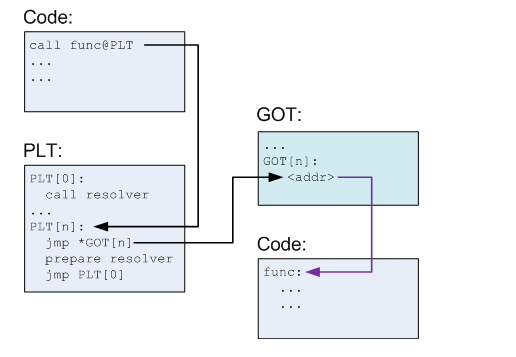 Code:
call func@PLT
...
...
PLT:
PLT[0]:
call resolver
...
PLT[n]:
jmp *GOT[n]
prepare resolver
jmp PLT[0]
GOT:
...
GOT[n]:
<addr>
Code:
func:
...
...